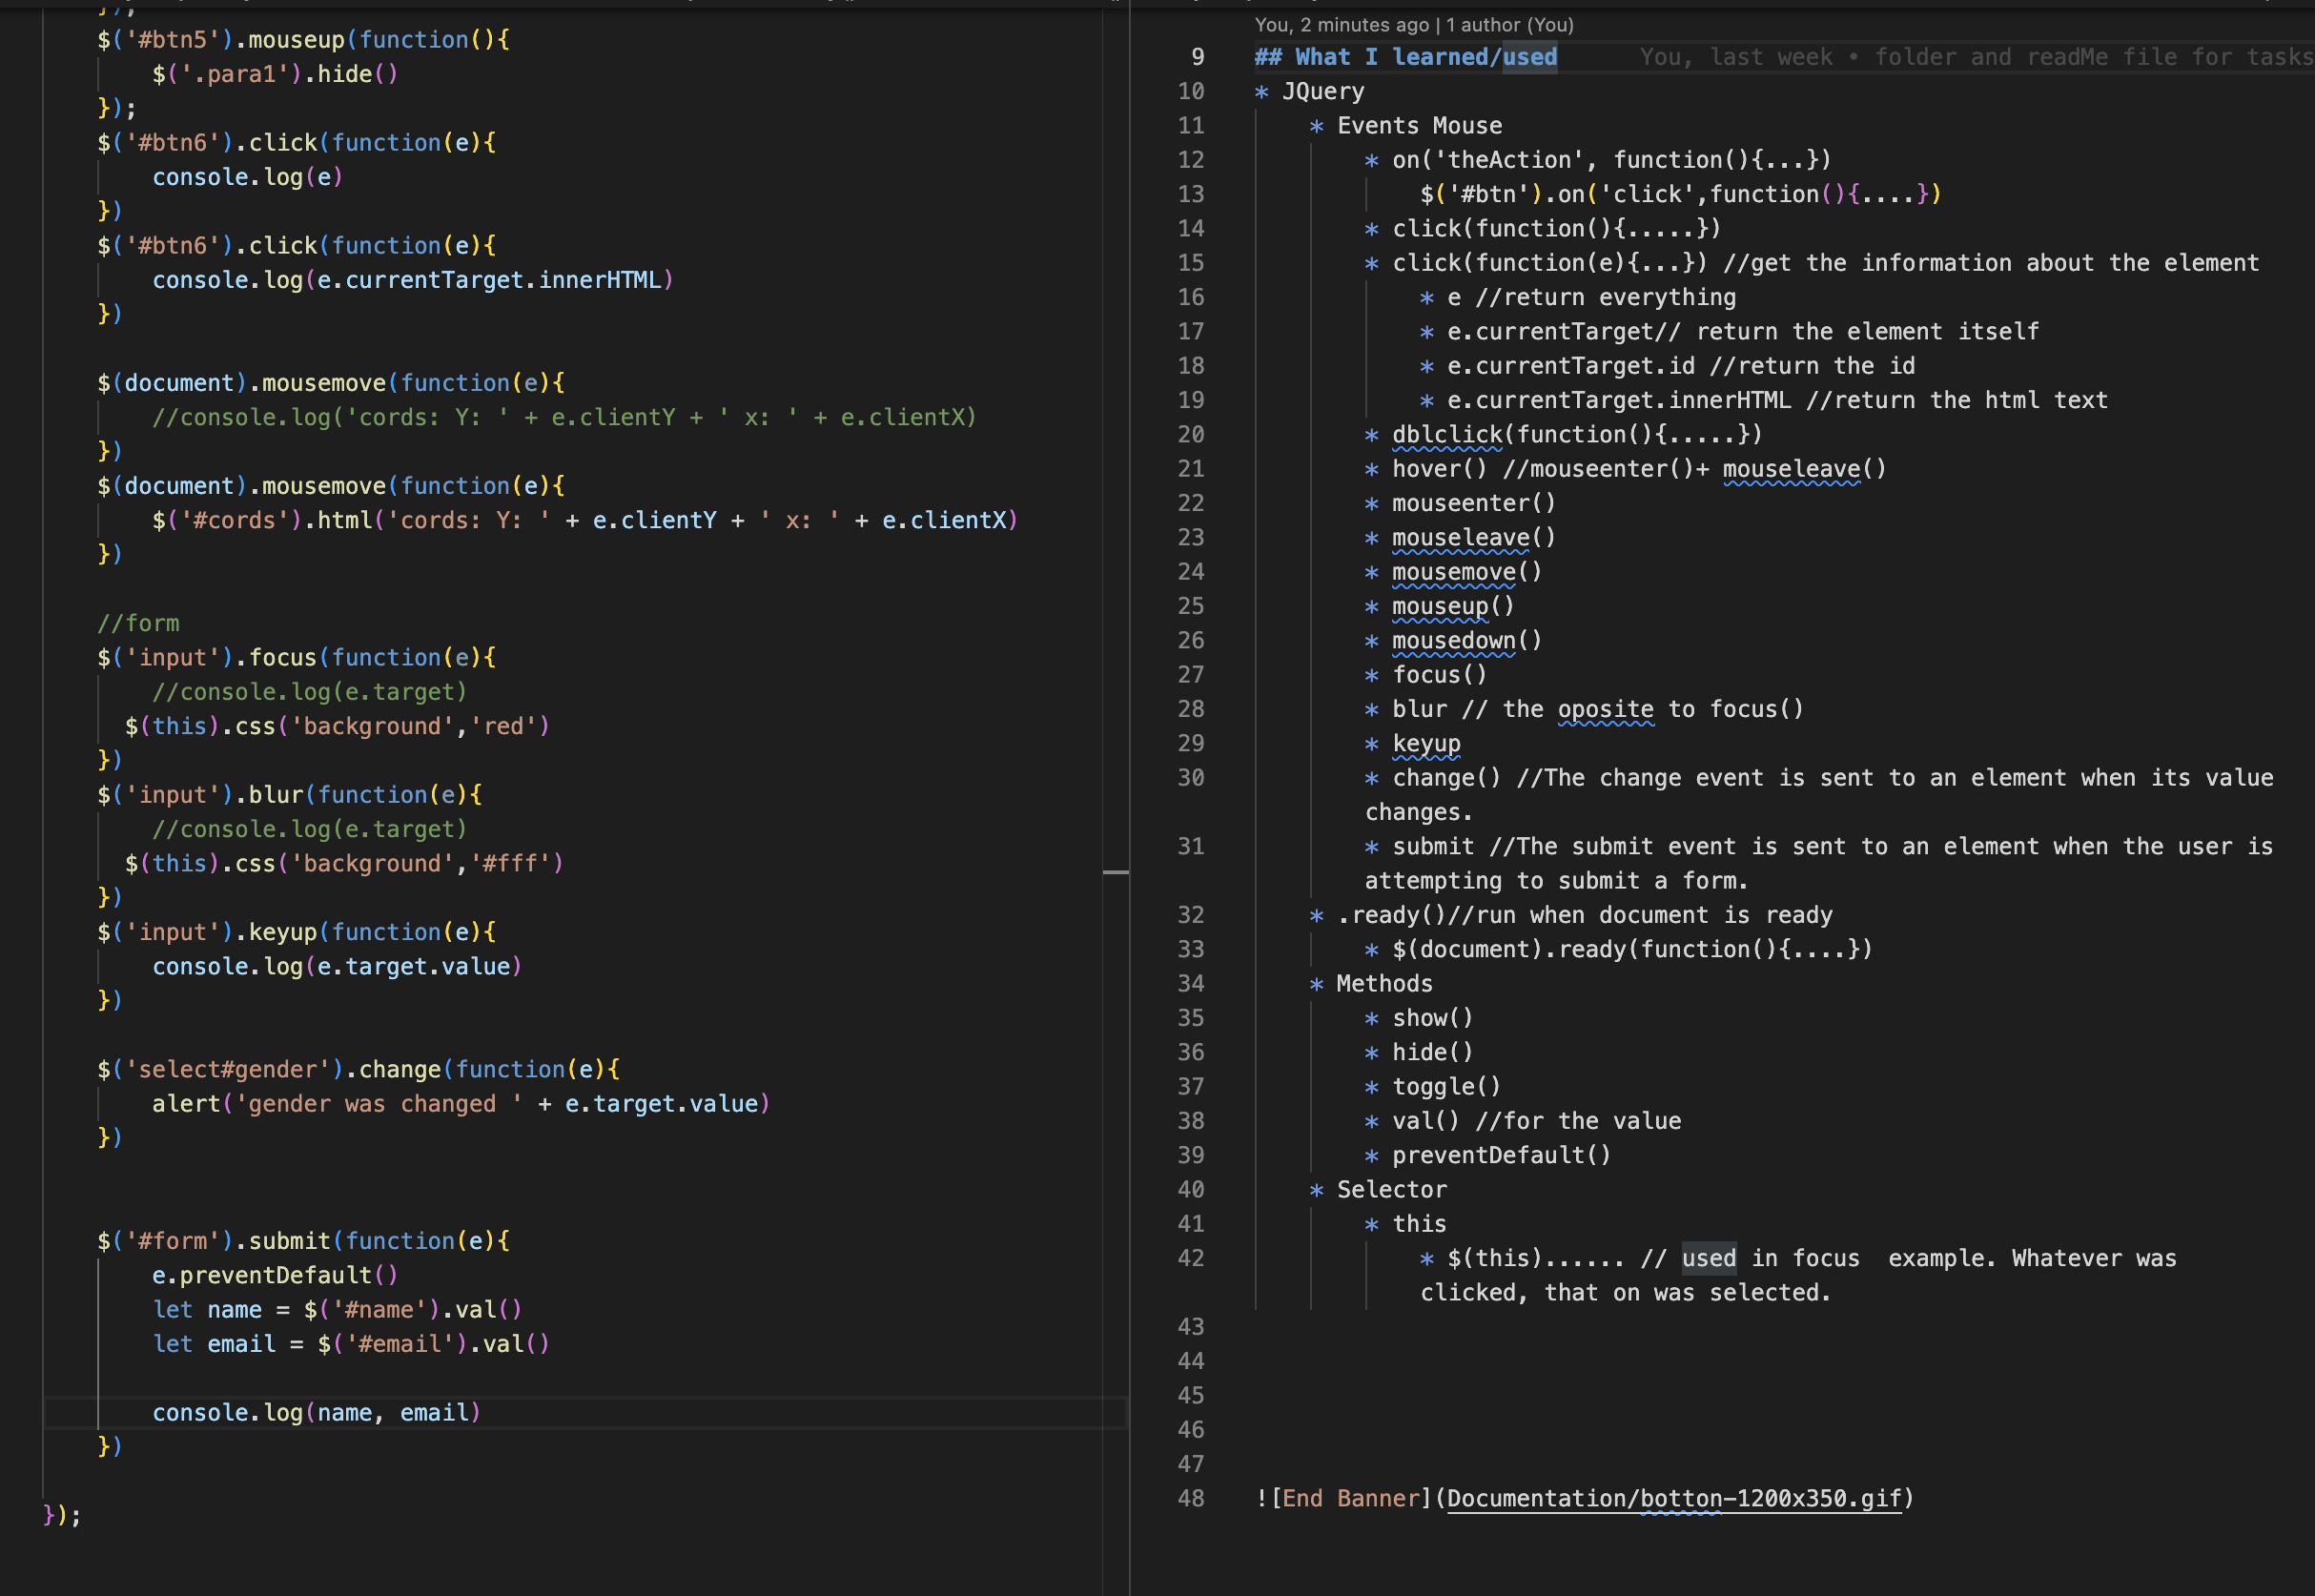 });
$('#btn5').mouseup(function(){
$('.para1').hide()
});
$('#btn6').click(function(e){
console.log(e)
})
$('#btn6').click(function(e){
console.log(e.currentTarget.innerHTML)
})
$(document).mousemove(function(e){
//console.log('cords: Y: ' + e.clientY + ' x: ' + e.clientX)
})
$(document).mousemove(function(e){
$('#cords').html('cords: Y: ' + e.clientY + ' x: ' + e.clientX)
})
//form
$('input').focus(function(e){
//console.log(e.target)
$(this).css('background','red')
})
$('input').blur(function(e){
//console.log(e.target)
$(this).css('background','#fff')
})
$('input').keyup(function(e){
console.log(e.target.value)
})
$('select#gender').change(function(e){
alert('gender was changed ' + e.target.value)
})
$('#form').submit(function(e){
e.preventDefault()
let name = $('#name').val()
let email = $('#email').val()
console.log(name, email)
})
});
You, 2 minutes ago | 1 author (You)
9 ## What I learned/used You, last week • folder and readMe file for tasks
10 * JQuery
11 * Events Mouse
12 * on('theAction', function(){...})
13 $('#btn').on('click',function(){....})
14 * click(function(){.....})
15 * click(function(e){...}) //get the information about the element
16 * e //return everything
17 * e.currentTarget// return the element itself
18 * e.currentTarget.id //return the id
19 * e.currentTarget.innerHTML //return the html text
20 * dblclick(function(){.....})
21 * hover() //mouseenter()+ mouseleave()
22 * mouseenter()
23 * mouseleave()
24 * mousemove()
25 * mouseup()
26 * mousedown()
27 * focus()
28 * blur // the oposite to focus()
29 * keyup
30 * change() //The change event is sent to an element when its value
changes.
31 * submit //The submit event is sent to an element when the user is
attempting to submit a form.
32 * .ready()//run when document is ready
33 * $(document).ready(function(){....})
34 * Methods
35 * show()
36 * hide()
37 * toggle()
38 * val() //for the value
39 * preventDefault()
40 * Selector
41 * this
42 * $(this)...... // used in focus  example. Whatever was
clicked, that on was selected.
43
44
45
46
47
48 ![End Banner](Documentation/botton-1200x350.gif)